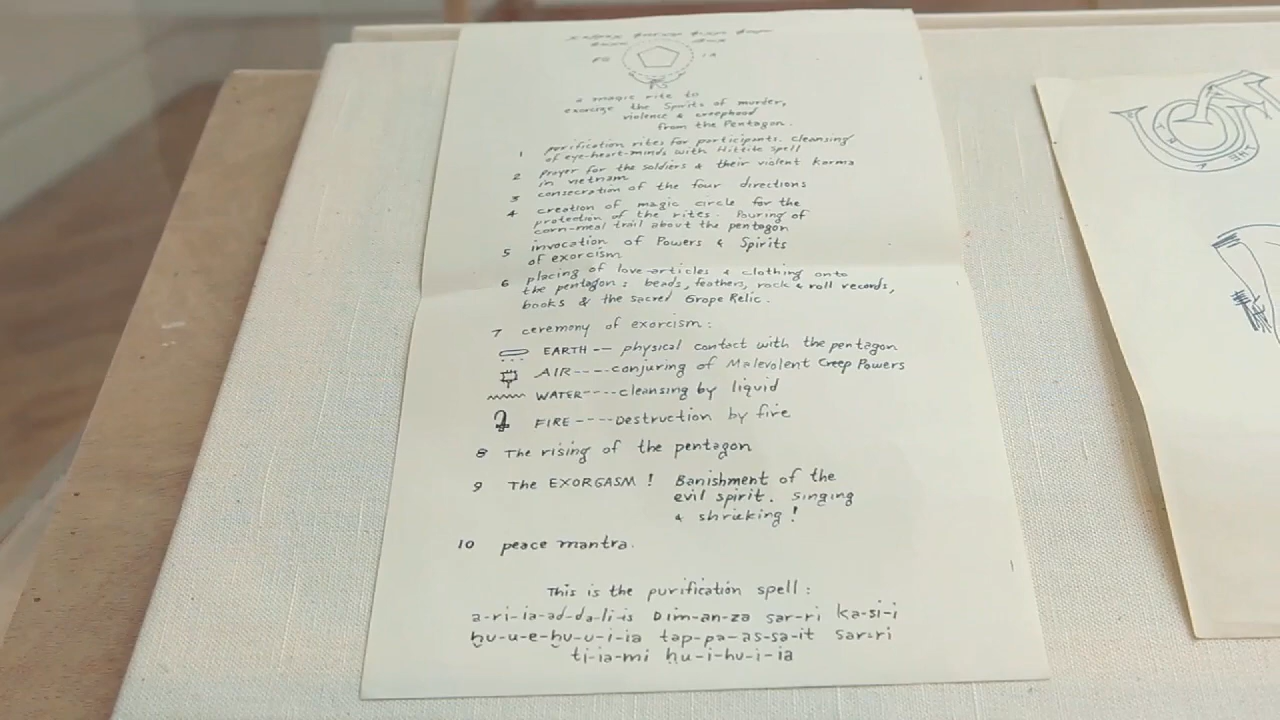 a magic rite to
exorcize the Spirits of murder,
violence & creephood
from the Pentagon.
1 purification rites for participants. cleansing
of eye-heart-minds with Hittite spell
2 Prayer for the soldiers & their violent karma
in vietnam
3 consecration of the four directions
4 creation of magic circle for the
protection of the rites. Pouring of
corn-meal trail about the pentagon
5 invocation of Powers & Spirits
of exorcism
6 placing of love-articles & clothing onto
the pentagon: beads, feathers, rock & roll records,
books & the sacred Grope Relic.
7 ceremony of exorcism:
EARTH -- physical contact with the pentagon
AIR----conjuring of Malevolent Creep Powers
WATER----cleansing by liquid
FIRE----Destruction by fire
8 The rising of the pentagon
9 The EXORGASM! Banishment of the
evil spirit. Singing
& shrieking!
10 peace mantra.
This is the purification spell:
a-ri-ia-ad-da-li-is Dim-an-za sar-ri ka-si-i
ḫu-u-e-ḫu-u-i-ia tap-pa-as-sa-it sar-ri
ti-ia-mi ḫu-i-hu-i-ia
THE